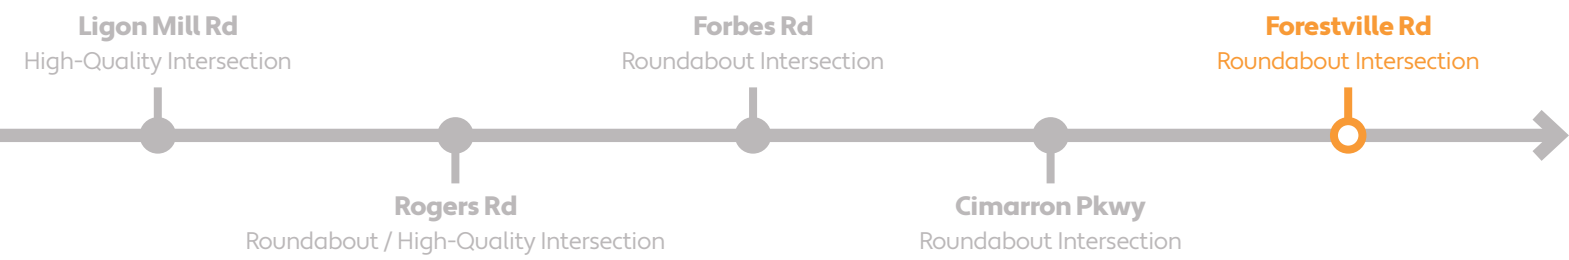 Ligon Mill Rd
High-Quality Intersection
Forbes Rd
Roundabout Intersection
Forestville Rd
Roundabout Intersection
Rogers Rd
Roundabout / High-Quality Intersection
Cimarron Pkwy
Roundabout Intersection